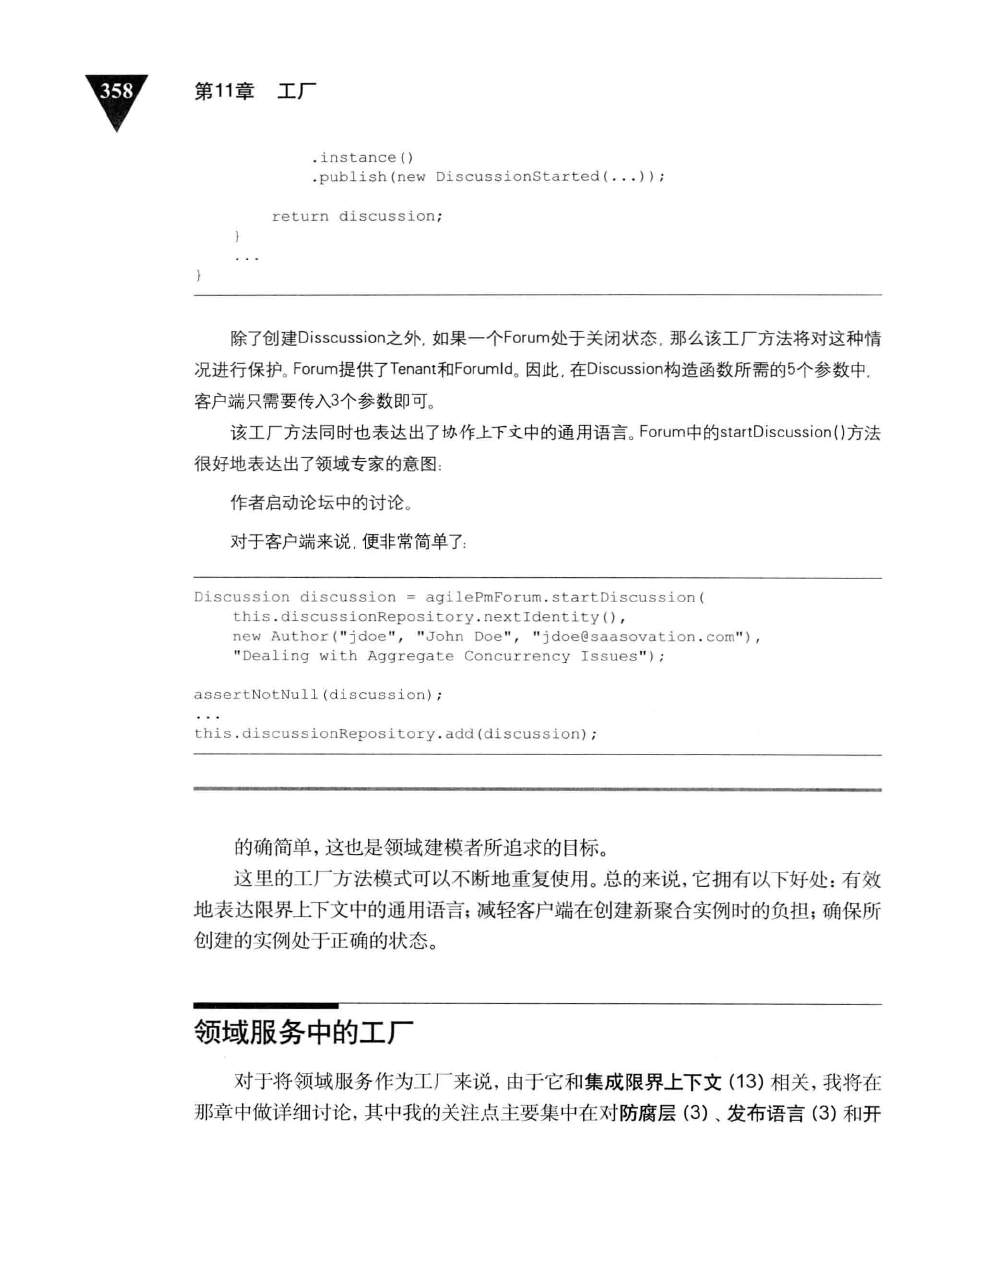 358
第11章 工厂
.instance()
.publish(new DiscussionStarted(...));
return discussion;
}
...
}
除了创建Disscussion之外, 如果一个Forum处于关闭状态, 那么该工厂方法将对这种情
况进行保护。Forum提供了Tenant和ForumId。因此, 在Discussion构造函数所需的5个参数中,
客户端只需要传入3个参数即可。
该工厂方法同时也表达出了协作上下文中的通用语言。Forum中的startDiscussion()方法
很好地表达出了领域专家的意图:
作者启动论坛中的讨论。
对于客户端来说, 便非常简单了:
Discussion discussion = agilePmForum.startDiscussion(
this.discussionRepository.nextIdentity(),
new Author("jdoe", "John Doe", "jdoe@saasovation.com"),
"Dealing with Aggregate Concurrency Issues");
assertNotNull(discussion);
...
this.discussionRepository.add(discussion);
的确简单, 这也是领域建模者所追求的目标。
这里的工厂方法模式可以不断地重复使用。总的来说, 它拥有以下好处: 有效
地表达限界上下文中的通用语言; 减轻客户端在创建新聚合实例时的负担; 确保所
创建的实例处于正确的状态。
领域服务中的工厂
对于将领域服务作为工厂来说, 由于它和集成限界上下文 (13) 相关, 我将在
那章中做详细讨论, 其中我的关注点主要集中在对防腐层 (3) 、发布语言 (3) 和开